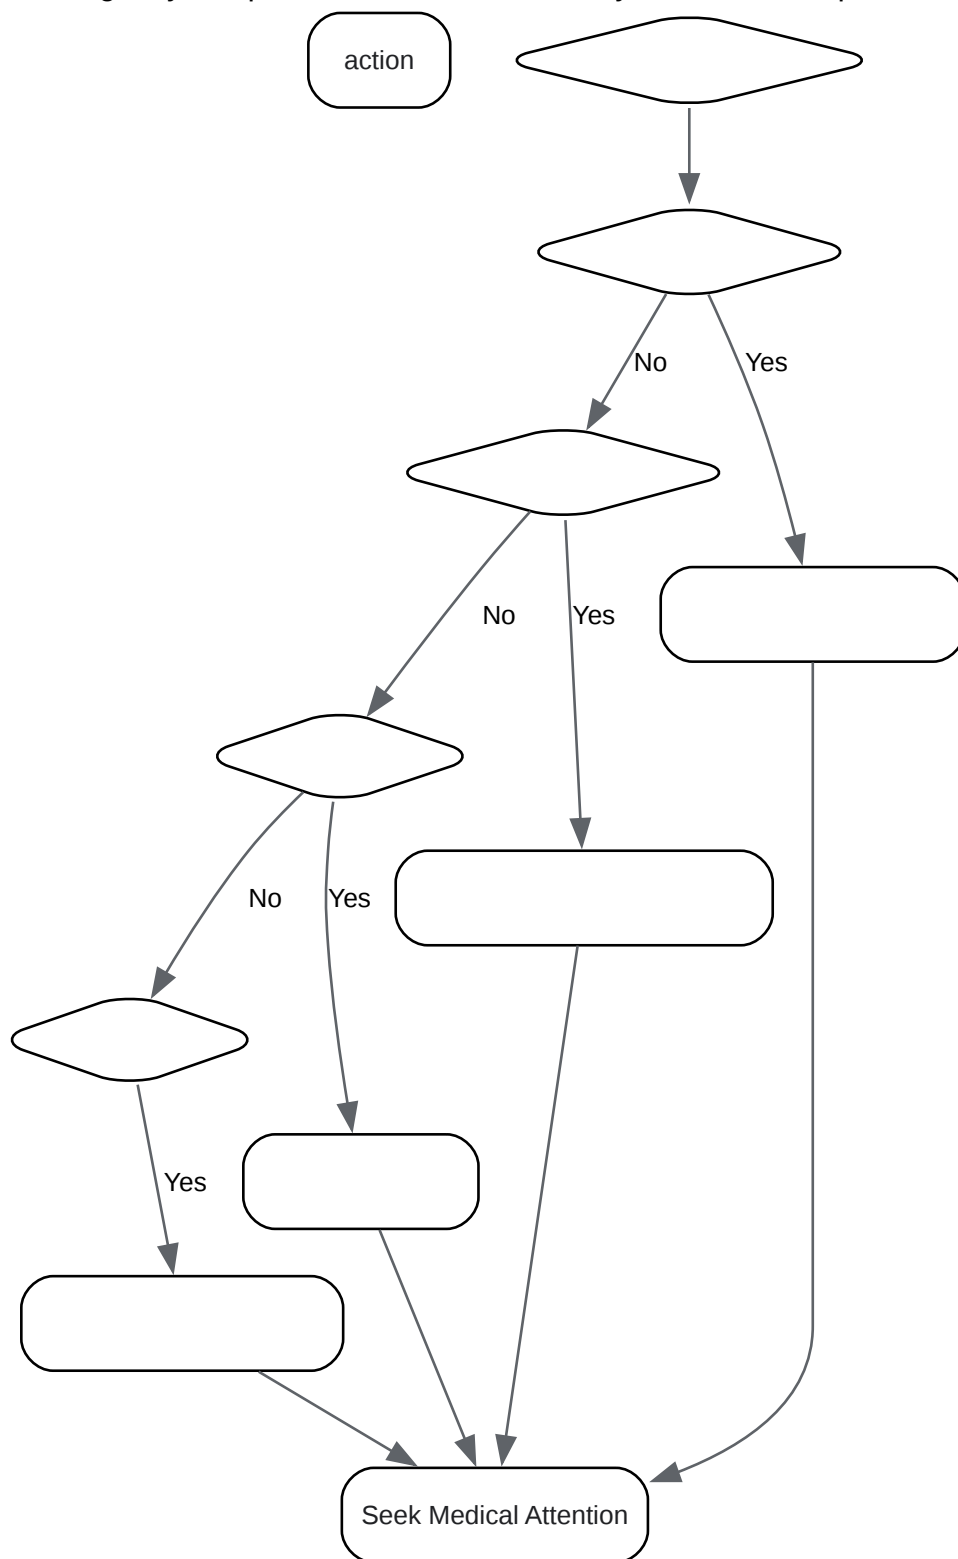 action
No
Yes
No
Yes
No
Yes
Yes
Seek Medical Attention